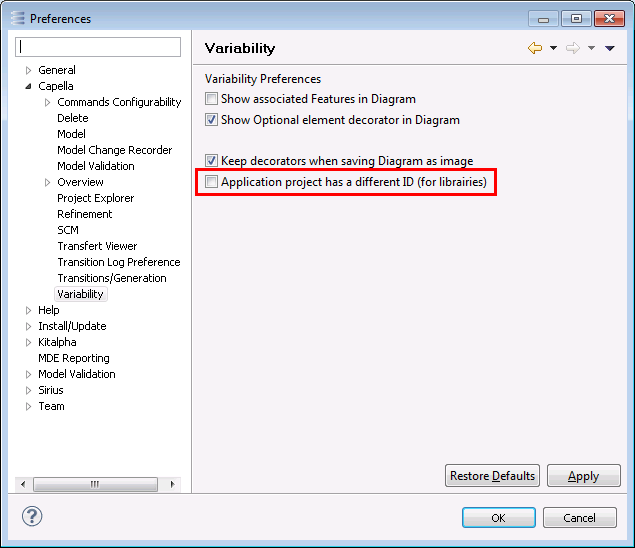 Preferences
General
Capella
Commands Configurability
Delete
Model
Model Change Recorder
Model Validation
Overview
Project Explorer
Refinement
SCM
Transfert Viewer
Transition Log Preference
Transitions/Generation
Variability
Help
Install/Update
Kitalpha
MDE Reporting
Model Validation
Sirius
Team
Variability
Variability Preferences
Show associated Features in Diagram
Show Optional element decorator in Diagram
Keep decorators when saving Diagram as image
Application project has a different ID (for librairies)
Restore Defaults Apply
? OK Cancel